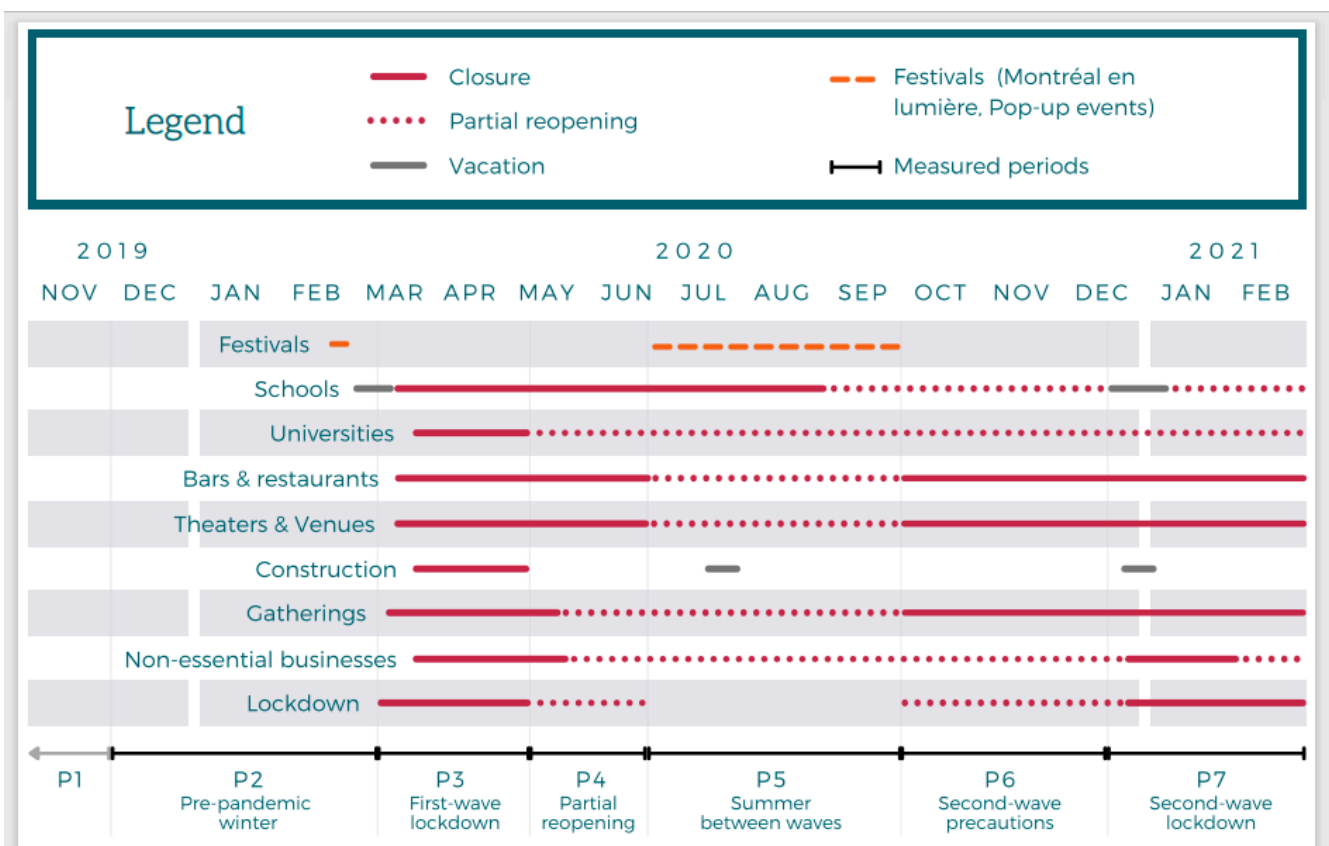 Legend
Closure
Partial reopening
Vacation
Festivals (Montréal en
lumière, Pop-up events)
Measured periods
2019 2020 2021
NOV DEC JAN FEB MAR APR MAY JUN JUL AUG SEP OCT NOV DEC JAN FEB
Festivals
Schools
Universities
Bars & restaurants
Theaters & Venues
Construction
Gatherings
Non-essential businesses
Lockdown
P1
P2
Pre-pandemic
winter
P3
First-wave
lockdown
P4
Partial
reopening
P5
Summer
between waves
P6
Second-wave
precautions
P7
Second-wave
lockdown